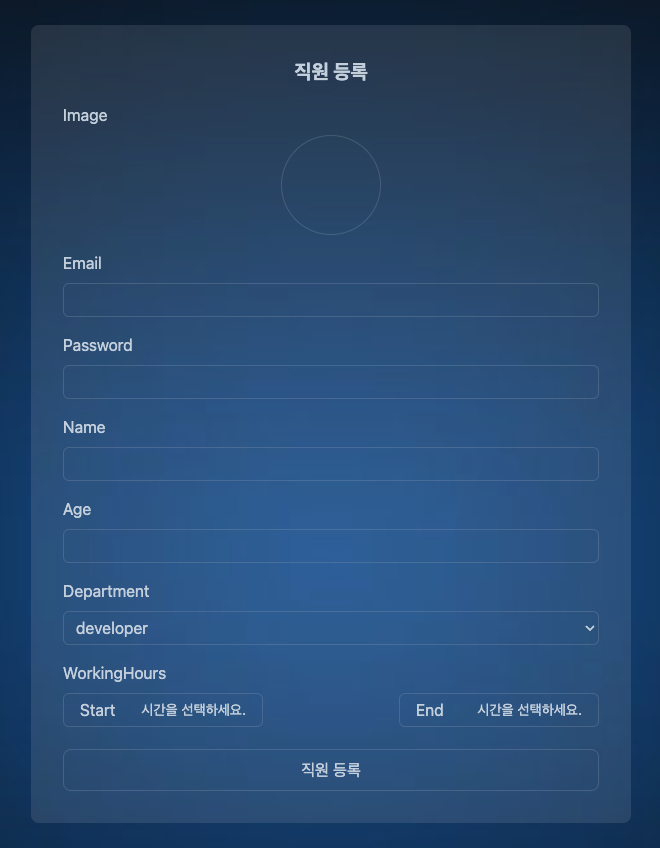 직원 등록
Image
Email
Password
Name
Age
Department
developer
WorkingHours
Start 시간을 선택하세요. End 시간을 선택하세요.
직원 등록